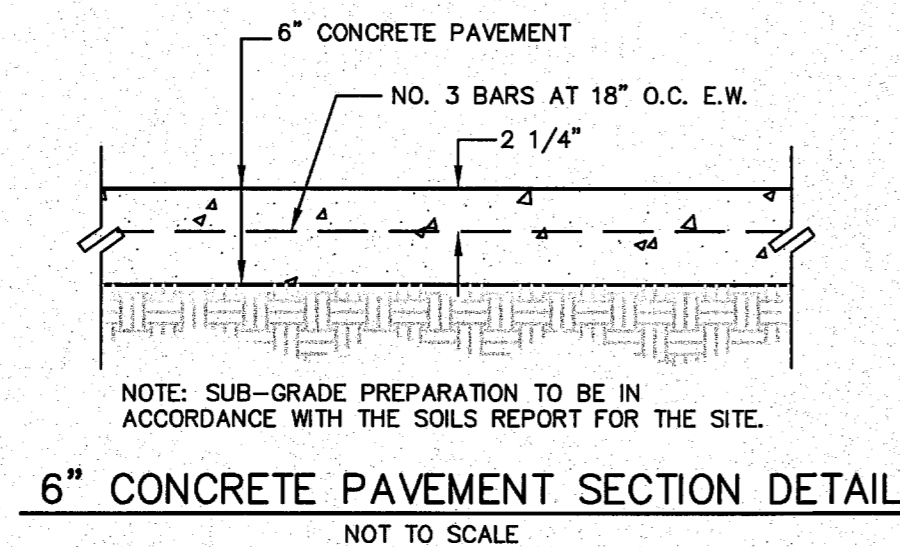 6" CONCRETE PAVEMENT
NO. 3 BARS AT 18" O.C. E.W.
2 1/4"
NOTE: SUB-GRADE PREPARATION TO BE IN
ACCORDANCE WITH THE SOILS REPORT FOR THE SITE.
6" CONCRETE PAVEMENT SECTION DETAIL
NOT TO SCALE